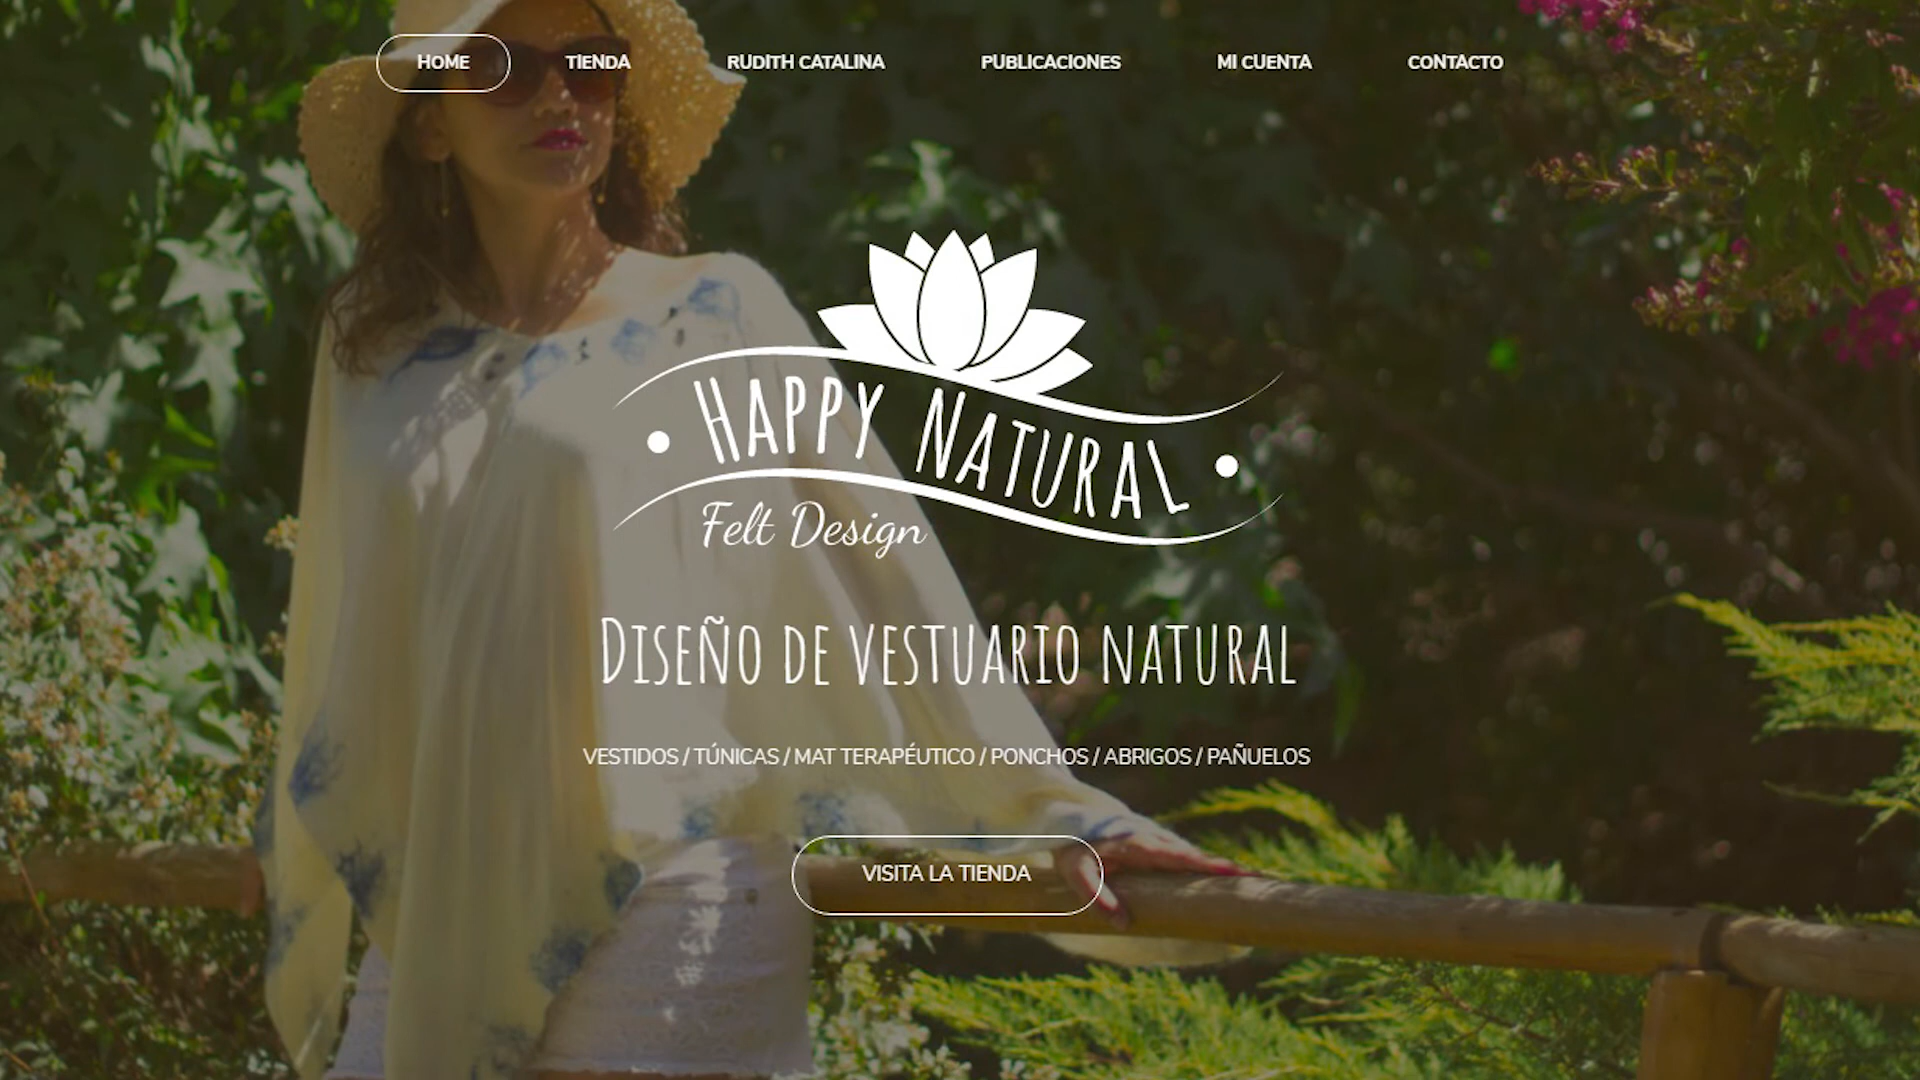 HOME
TIENDA
RUDITH CATALINA
PUBLICACIONES
MI CUENTA
CONTACTO
HAPPY NATURAL
Felt Design
DISEÑO DE VESTUARIO NATURAL
VESTIDOS / TÚNICAS / MAT TERAPÉUTICO / PONCHOS / ABRIGOS / PAÑUELOS
VISITA LA TIENDA